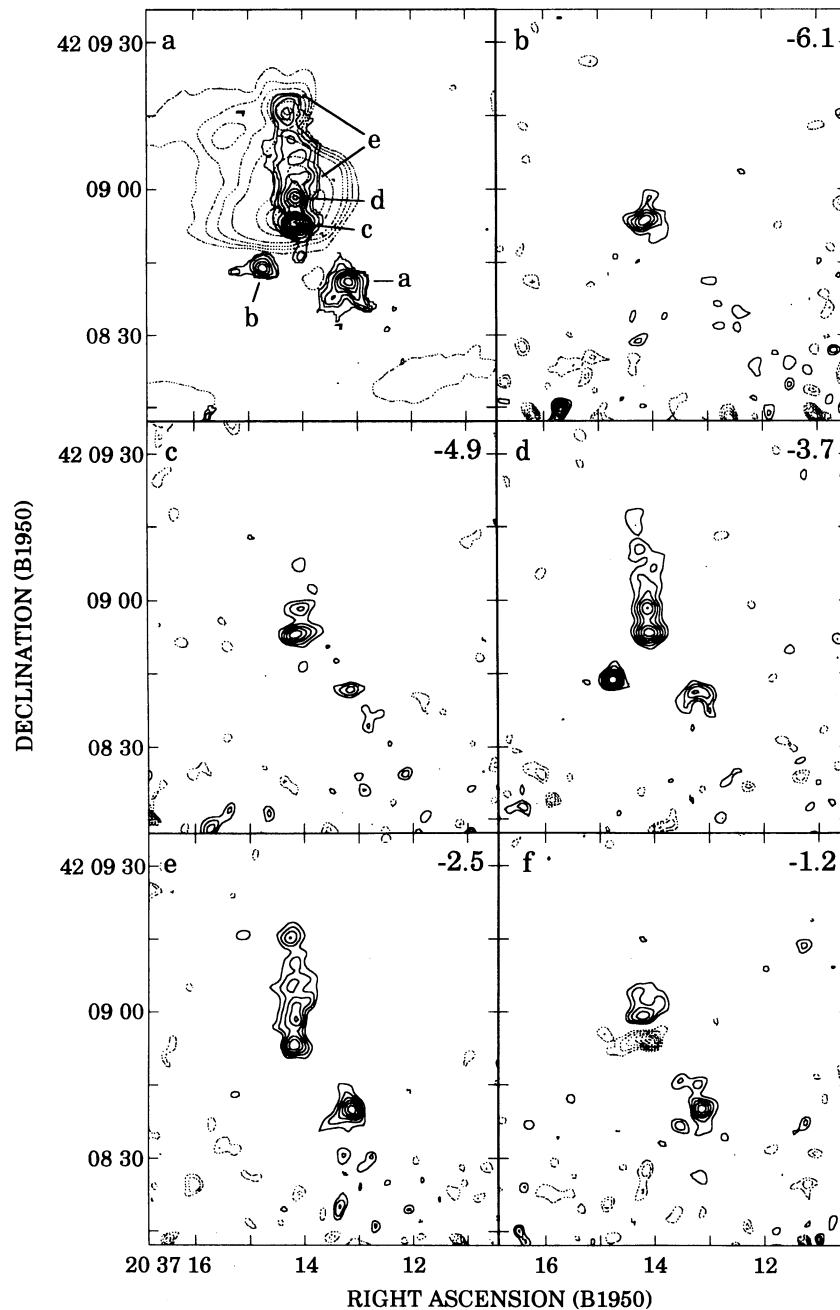 42 09 30
a
b
-6.1
e
09 00
d
c
a
b
08 30
42 09 30
c
-4.9
d
-3.7
09 00
08 30
42 09 30
e
-2.5
f
-1.2
09 00
08 30
20 37 16
14
12
16
14
12
DECLINATION (B1950)
RIGHT ASCENSION (B1950)